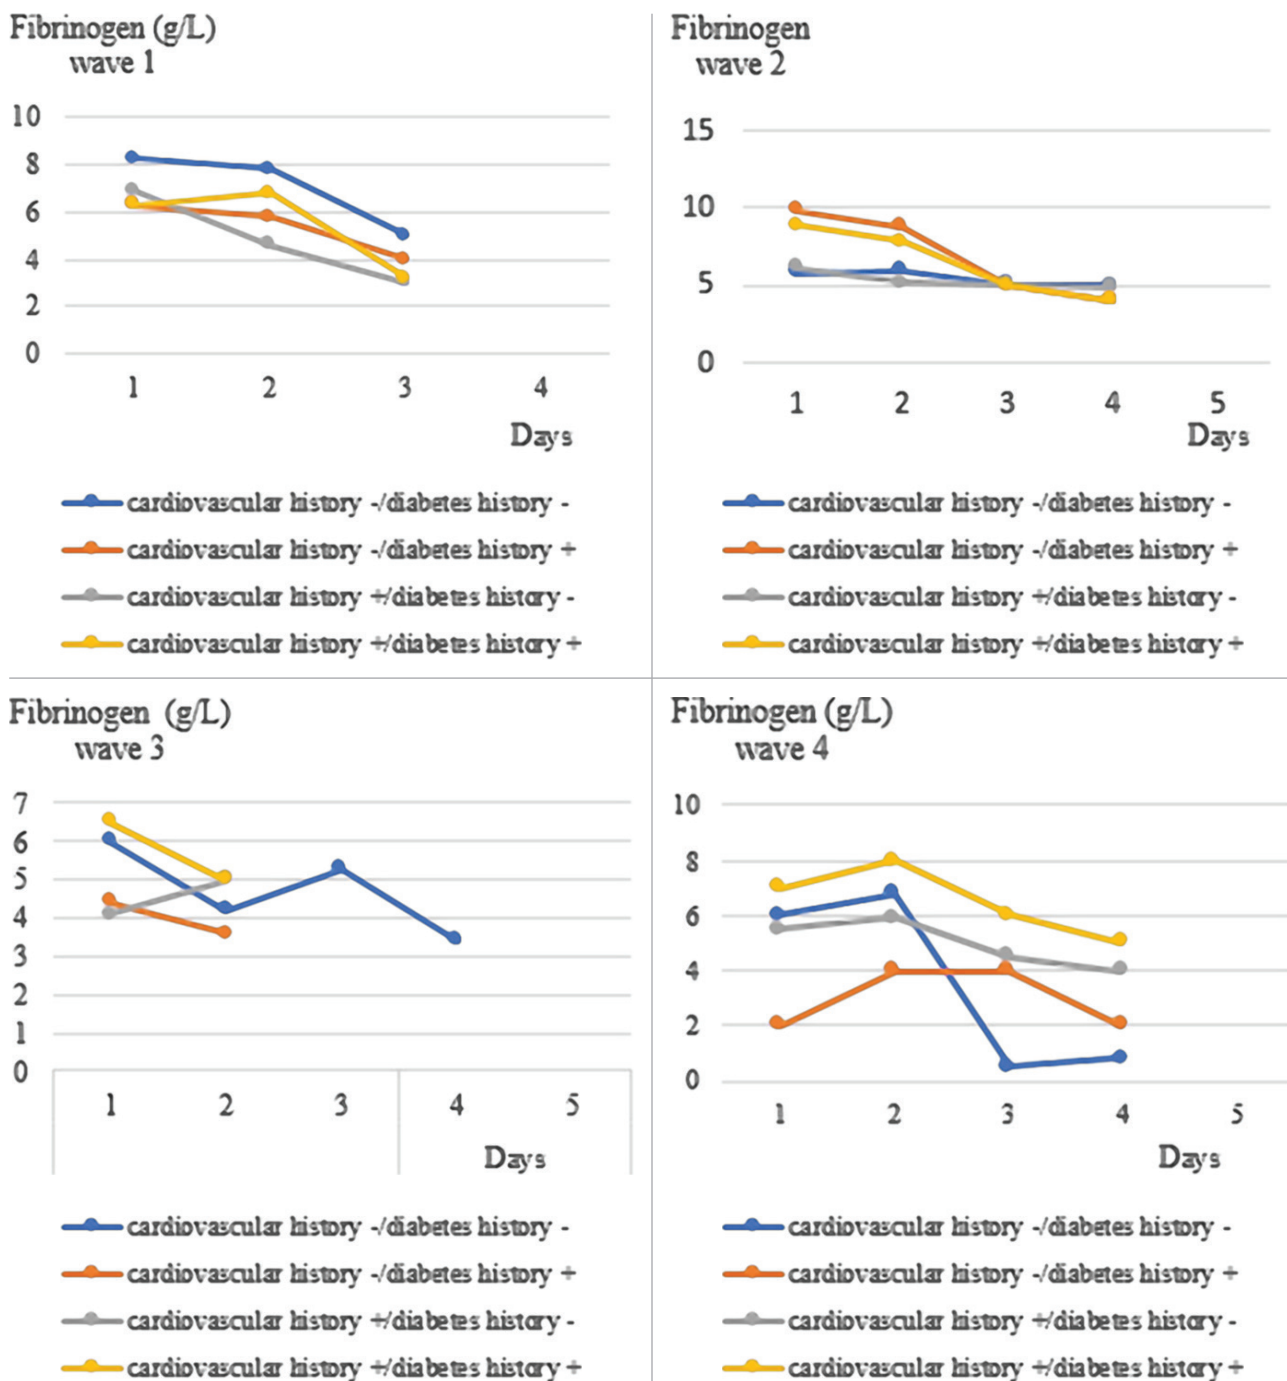 Fibrinogen (g/L)
wave 1
10
8
6
4
2
0
1 2 3 4
Days
cardiovascular history -/diabetes history -
cardiovascular history -/diabetes history +
cardiovascular history +/diabetes history -
cardiovascular history +/diabetes history +
Fibrinogen
wave 2
15
10
5
0
1 2 3 4 5
Days
cardiovascular history -/diabetes history -
cardiovascular history -/diabetes history +
cardiovascular history +/diabetes history -
cardiovascular history +/diabetes history +
Fibrinogen (g/L)
wave 3
7
6
5
4
3
2
1
0
1 2 3 4 5
Days
cardiovascular history -/diabetes history -
cardiovascular history -/diabetes history +
cardiovascular history +/diabetes history -
cardiovascular history +/diabetes history +
Fibrinogen (g/L)
wave 4
10
8
6
4
2
0
1 2 3 4 5
Days
cardiovascular history -/diabetes history -
cardiovascular history -/diabetes history +
cardiovascular history +/diabetes history -
cardiovascular history +/diabetes history +